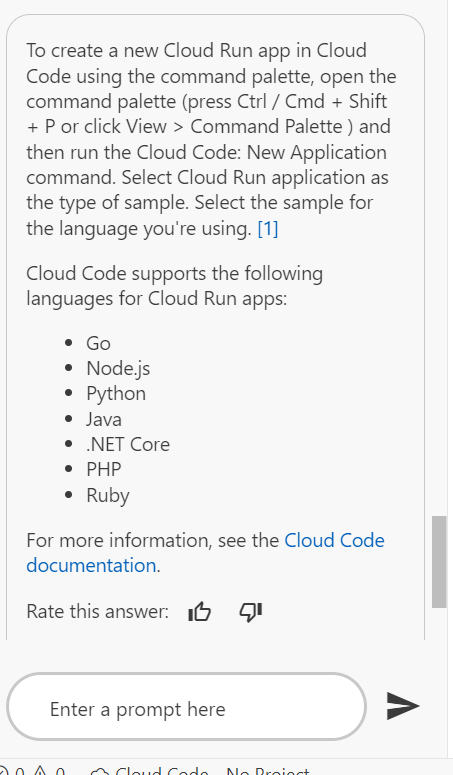 To create a new Cloud Run app in Cloud
Code using the command palette, open the
command palette (press Ctrl / Cmd + Shift
+ P or click View > Command Palette ) and
then run the Cloud Code: New Application
command. Select Cloud Run application as
the type of sample. Select the sample for
the language you're using. [1]
Cloud Code supports the following
languages for Cloud Run apps:
• Go
• Node.js
• Python
• Java
• .NET Core
• PHP
• Ruby
For more information, see the Cloud Code
documentation.
Rate this answer:
Enter a prompt here
0 0 Cloud Code - No Project